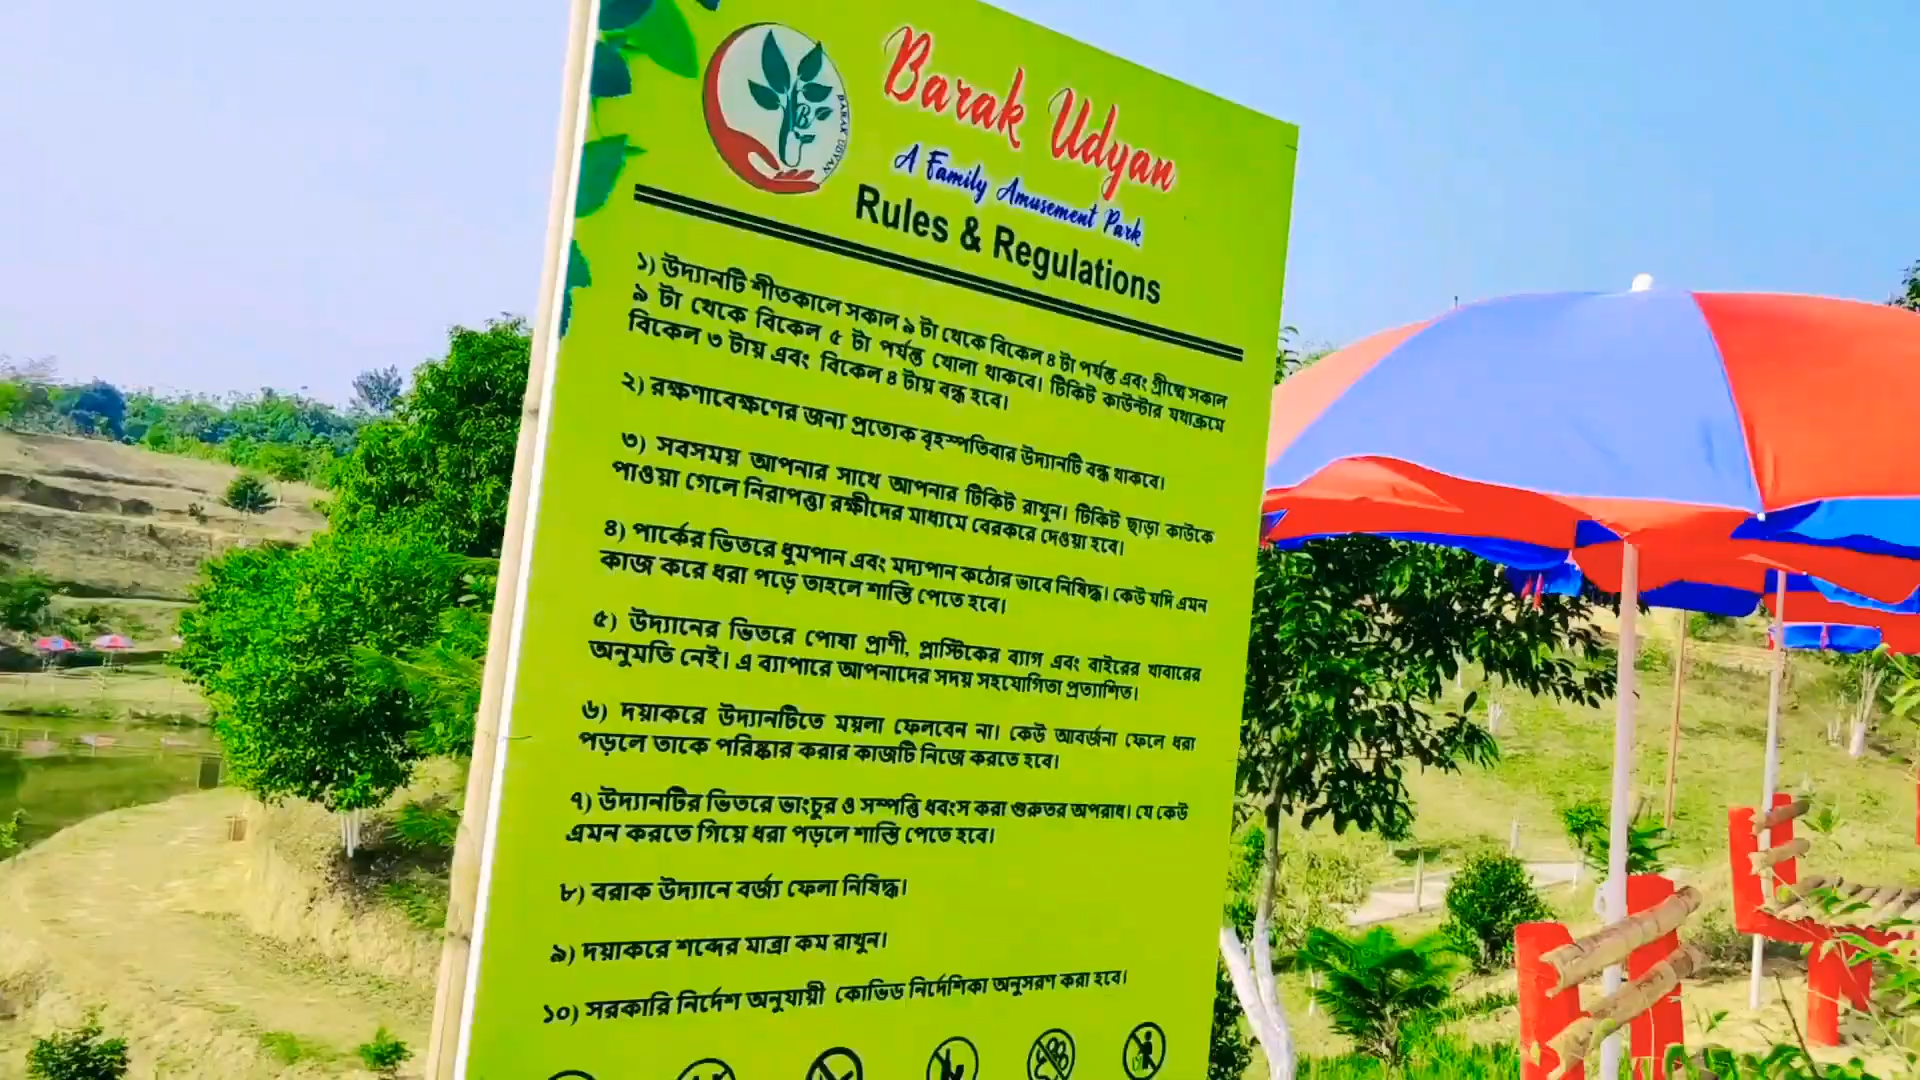 BARAK UDYAN
B
Barak Udyan
A Family Amusement Park
Rules & Regulations
১) উদ্যানটি শীতকালে সকাল ৯ টা থেকে বিকেল ৪ টা পর্যন্ত এবং গ্রীষ্মে সকাল
৯ টা থেকে বিকেল ৫ টা পর্যন্ত খোলা থাকবে। টিকিট কাউন্টার যথাক্রমে
বিকেল ৩ টায় এবং বিকেল ৪ টায় বন্ধ হবে।
২) রক্ষণাবেক্ষণের জন্য প্রত্যেক বৃহস্পতিবার উদ্যানটি বন্ধ থাকবে।
৩) সবসময় আপনার সাথে আপনার টিকিট রাখুন। টিকিট ছাড়া কাউকে
পাওয়া গেলে নিরাপত্তা রক্ষীদের মাধ্যমে বেরকরে দেওয়া হবে।
৪) পার্কের ভিতরে ধুমপান এবং মদ্যপান কঠোর ভাবে নিষিদ্ধ। কেউ যদি এমন
কাজ করে ধরা পড়ে তাহলে শাস্তি পেতে হবে।
৫) উদ্যানের ভিতরে পোষা প্রাণী, প্লাস্টিকের ব্যাগ এবং বাইরের খাবারের
অনুমতি নেই। এ ব্যাপারে আপনাদের সদয় সহযোগিতা প্রত্যাশিত।
৬) দয়াকরে উদ্যানটিতে ময়লা ফেলবেন না। কেউ আবর্জনা ফেলে ধরা
পড়লে তাকে পরিষ্কার করার কাজটি নিজে করতে হবে।
৭) উদ্যানটির ভিতরে ভাংচুর ও সম্পত্তি ধবংস করা গুরুতর অপরাধ। যে কেউ
এমন করতে গিয়ে ধরা পড়লে শাস্তি পেতে হবে।
৮) বরাক উদ্যানে বর্জ্য ফেলা নিষিদ্ধ।
৯) দয়াকরে শব্দের মাত্রা কম রাখুন।
১০) সরকারি নির্দেশ অনুযায়ী কোভিড নির্দেশিকা অনুসরণ করা হবে।